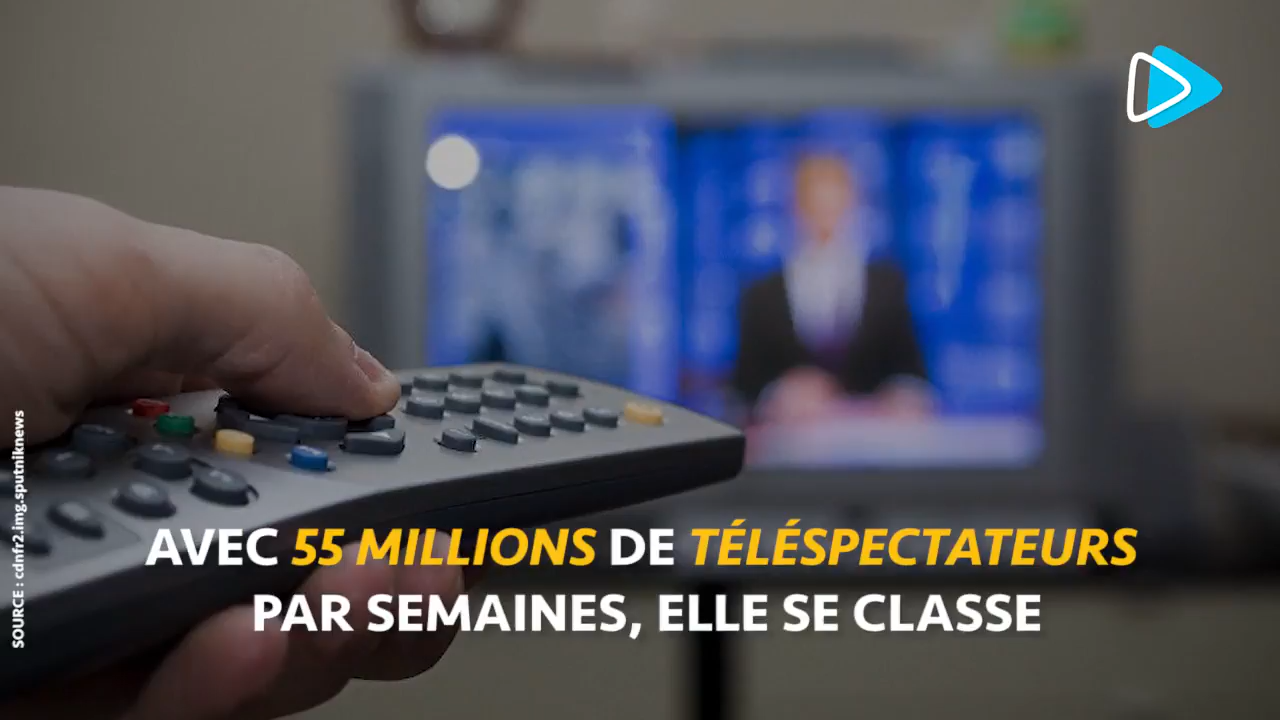 AVEC 55 MILLIONS DE TÉLÉSPECTATEURS
PAR SEMAINES, ELLE SE CLASSE
SOURCE : cdnfr2.img.sputniknews